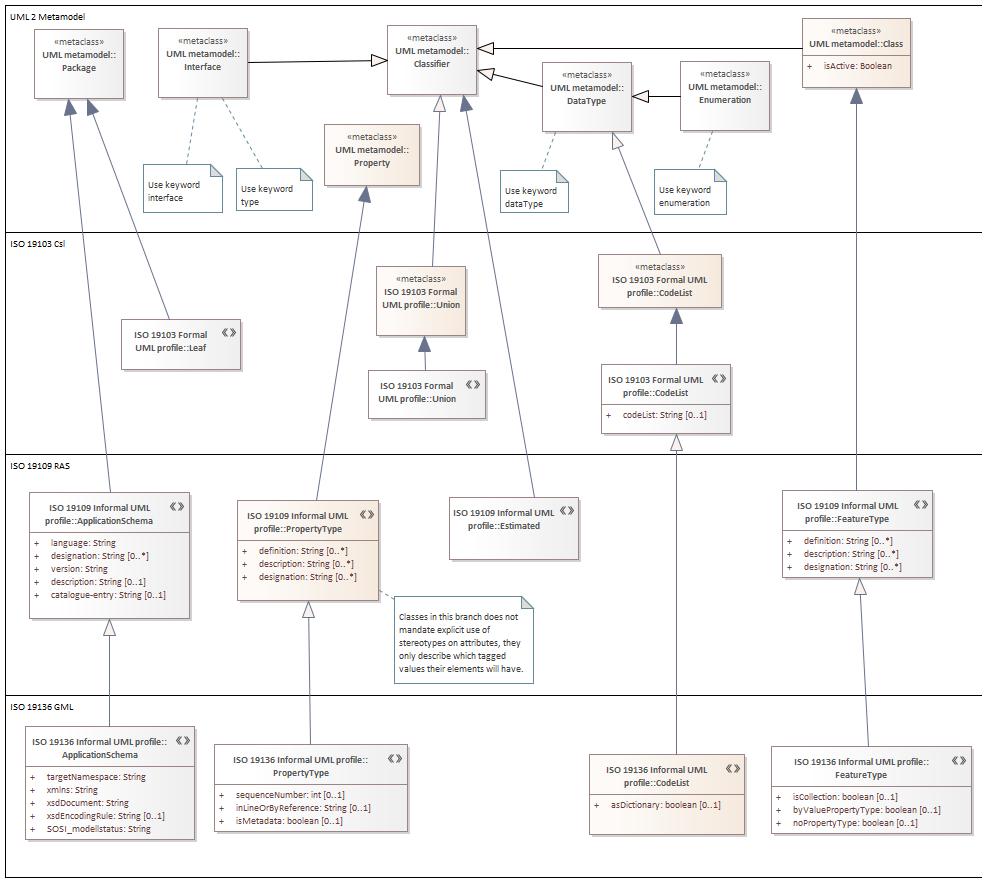 UML 2 Metamodel
«metaclass»
UML metamodel::
Package
«metaclass»
UML metamodel::
Interface
«metaclass»
UML metamodel::
Classifier
«metaclass»
UML metamodel::Class
+ isActive: Boolean
«metaclass»
UML metamodel::
DataType
«metaclass»
UML metamodel::
Enumeration
«metaclass»
UML metamodel::
Property
Use keyword
interface
Use keyword
type
Use keyword
dataType
Use keyword
enumeration
ISO 19103 Csl
«metaclass»
ISO 19103 Formal
UML profile::Union
«metaclass»
ISO 19103 Formal UML
profile::CodeList
ISO 19103 Formal
UML profile::Leaf
ISO 19103 Formal
UML profile::Union
ISO 19103 Formal UML
profile::CodeList
+ codeList: String [0..1]
ISO 19109 RAS
ISO 19109 Informal UML
profile::ApplicationSchema
+ language: String
+ designation: String [0..*]
+ version: String
+ description: String [0..1]
+ catalogue-entry: String [0..1]
ISO 19109 Informal UML
profile::PropertyType
+ definition: String [0..*]
+ description: String [0..*]
+ designation: String [0..*]
ISO 19109 Informal UML
profile::Estimated
ISO 19109 Informal UML
profile::FeatureType
+ definition: String [0..*]
+ description: String [0..*]
+ designation: String [0..*]
Classes in this branch does not
mandate explicit use of
stereotypes on attributes, they
only describe which tagged
values their elements will have.
ISO 19136 GML
ISO 19136 Informal UML profile::
ApplicationSchema
+ targetNamespace: String
+ xmlns: String
+ xsdDocument: String
+ xsdEncodingRule: String [0..1]
+ SOSI_modellstatus: String
ISO 19136 Informal UML profile::
PropertyType
+ sequenceNumber: int [0..1]
+ inLineOrByReference: String [0..1]
+ isMetadata: boolean [0..1]
ISO 19136 Informal UML
profile::CodeList
+ asDictionary: boolean [0..1]
ISO 19136 Informal UML profile::
FeatureType
+ isCollection: boolean [0..1]
+ byValuePropertyType: boolean [0..1]
+ noPropertyType: boolean [0..1]